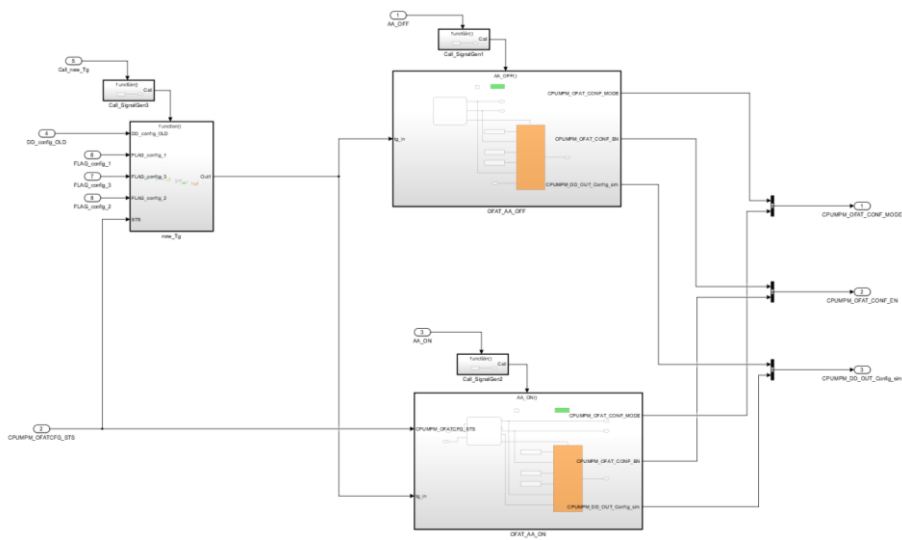 1
AA_OFF
function()
Call
Call_SignalGen1
5
Call_new_Tg
function()
Call
Call_SignalGen3
function()
DD_config_OLD
FLAG_config_1
FLAG_config_3
FLAG_config_2
STS
Out1
new_Tg
4
DD_config_OLD
6
FLAG_config_1
7
FLAG_config_3
8
FLAG_config_2
AA_OFF()
tg_in
CPUMPM_OFAT_CONF_MODE
CPUMPM_OFAT_CONF_EN
CPUMPM_DD_OUT_Config_sim
OFAT_AA_OFF
1
CPUMPM_OFAT_CONF_MODE
2
CPUMPM_OFAT_CONF_EN
3
CPUMPM_DD_OUT_Config_sim
3
AA_ON
function()
Call
Call_SignalGen2
2
CPUMPM_OFATCFG_STS
AA_ON()
CPUMPM_OFATCFG_STS
tg_in
CPUMPM_OFAT_CONF_MODE
CPUMPM_OFAT_CONF_EN
CPUMPM_DD_OUT_Config_sim
OFAT_AA_ON